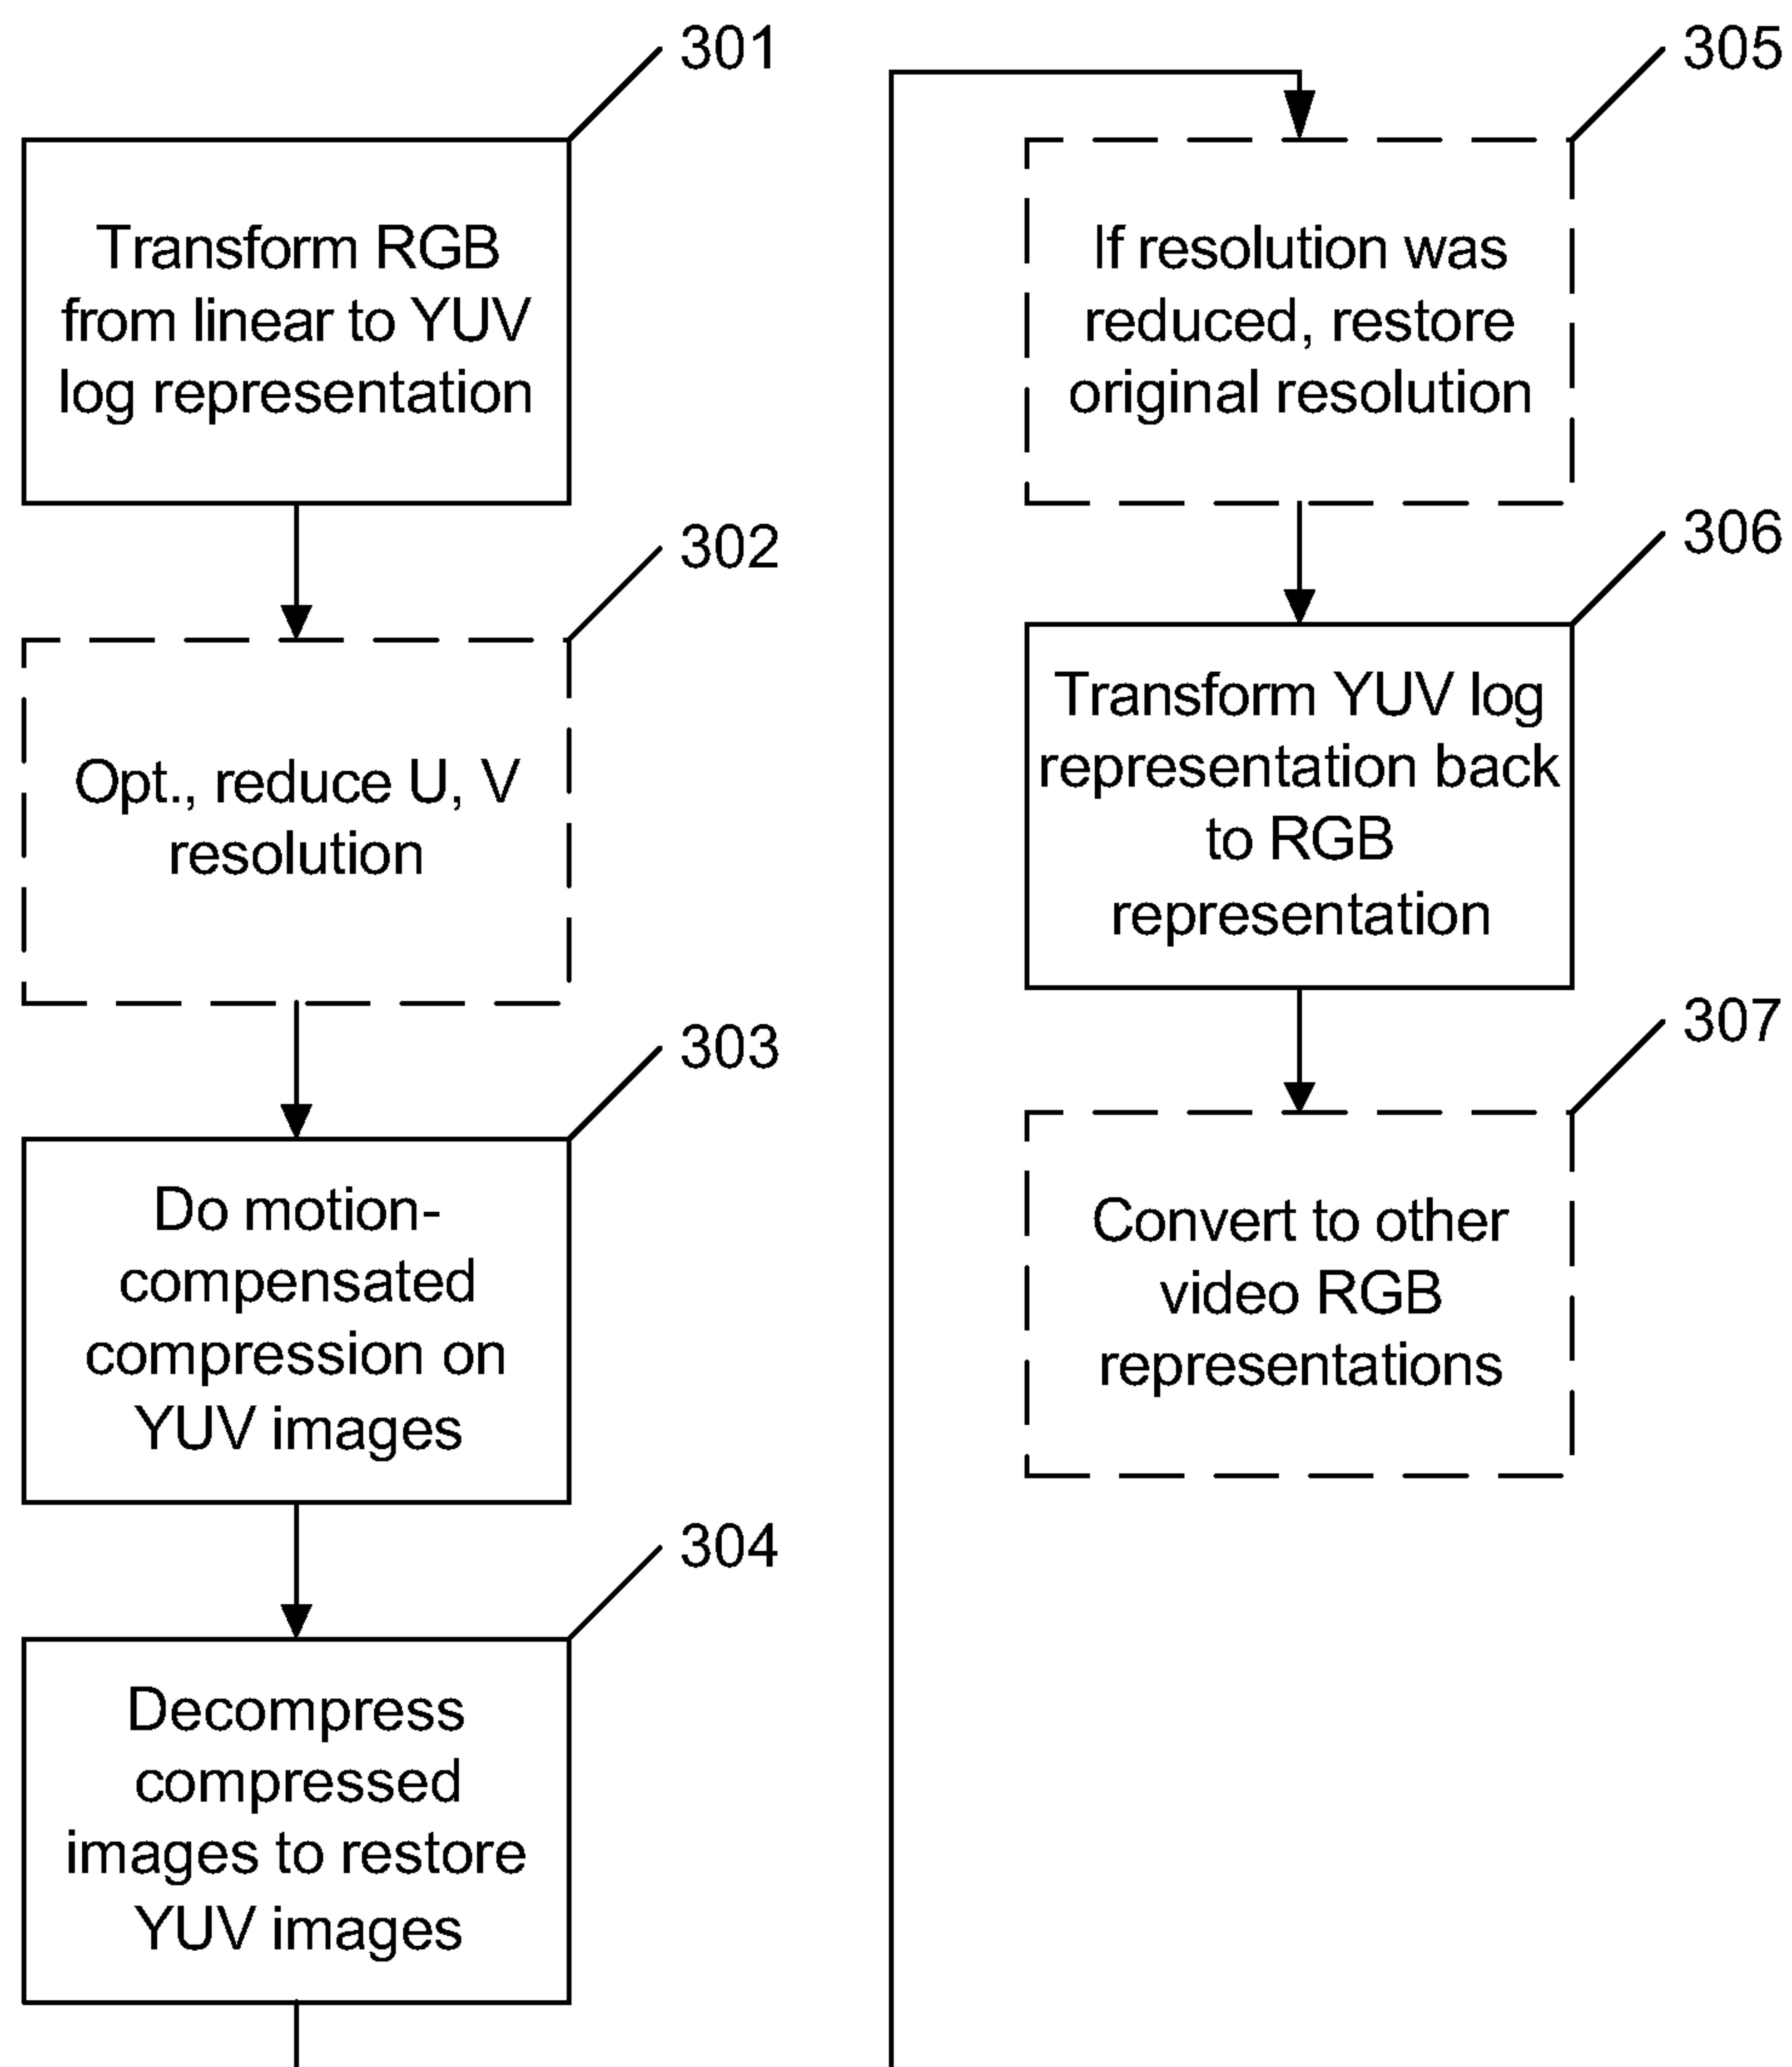 301
Transform RGB
from linear to YUV
log representation
302
Opt., reduce U, V
resolution
303
Do motion-
compensated
compression on
YUV images
304
Decompress
compressed
images to restore
YUV images
305
If resolution was
reduced, restore
original resolution
306
Transform YUV log
representation back
to RGB
representation
307
Convert to other
video RGB
representations